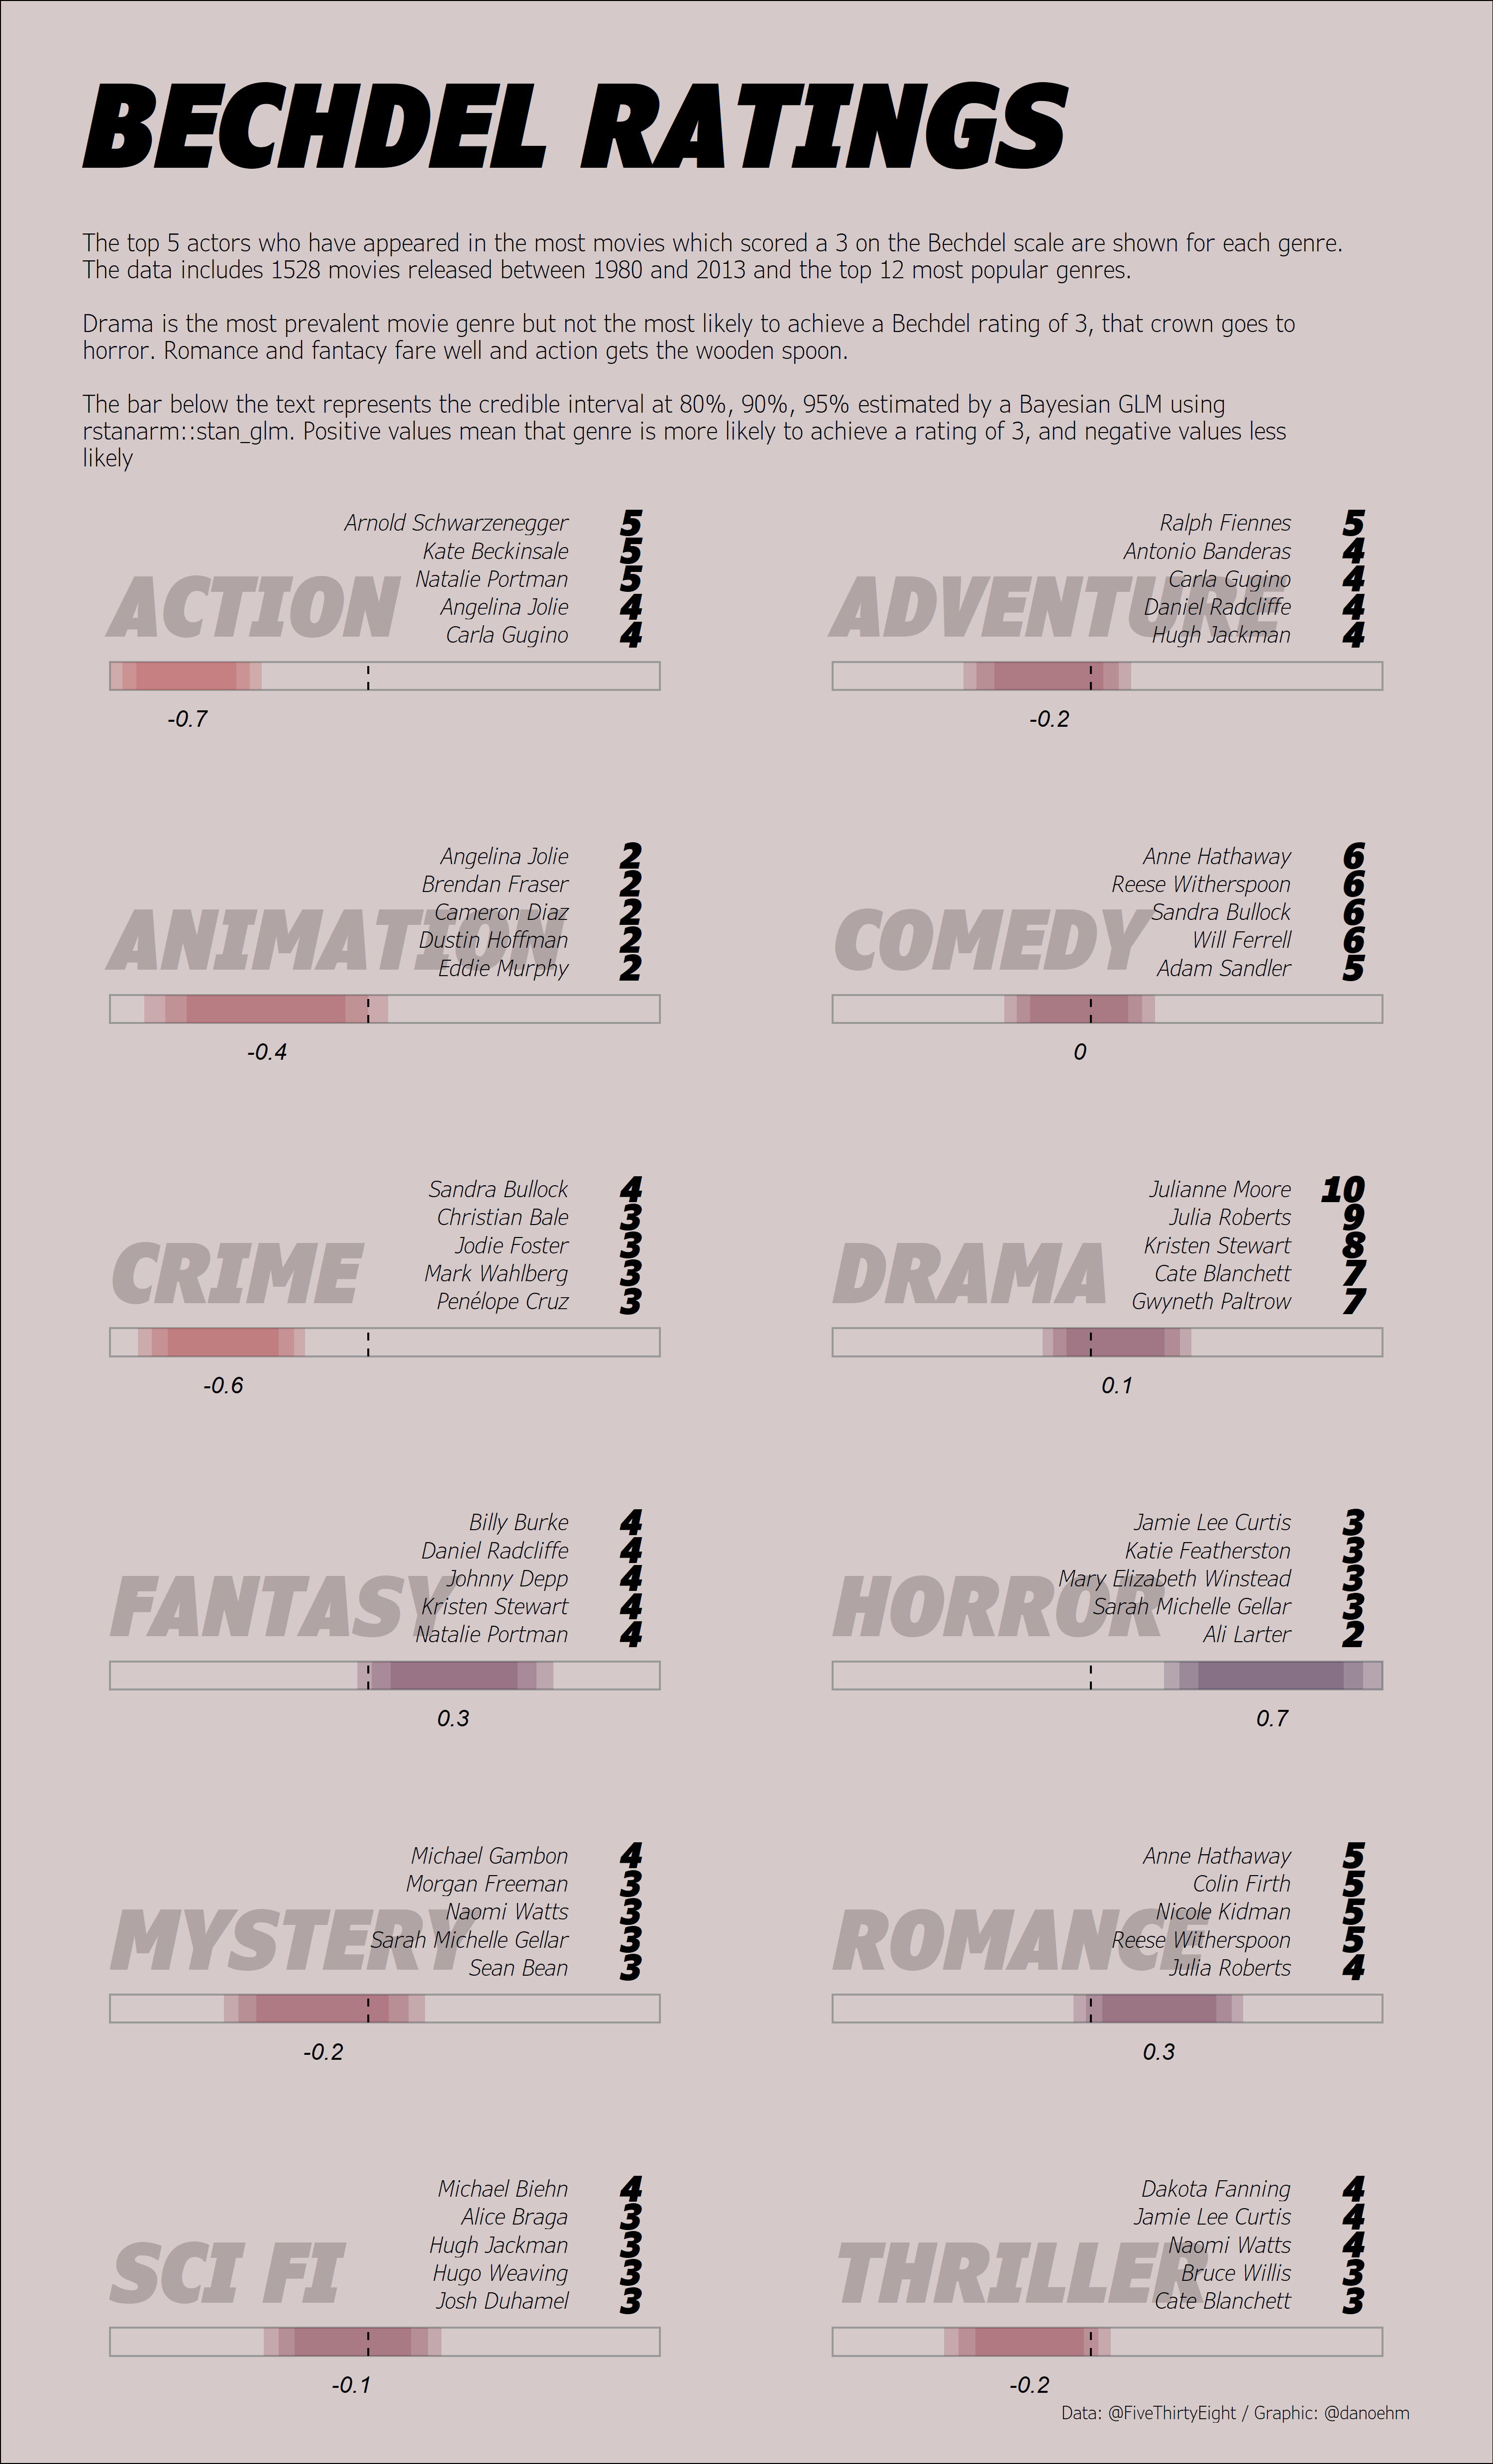 BECHDEL RATINGS
The top 5 actors who have appeared in the most movies which scored a 3 on the Bechdel scale are shown for each genre.
The data includes 1528 movies released between 1980 and 2013 and the top 12 most popular genres.
Drama is the most prevalent movie genre but not the most likely to achieve a Bechdel rating of 3, that crown goes to
horror. Romance and fantacy fare well and action gets the wooden spoon.
The bar below the text represents the credible interval at 80%, 90%, 95% estimated by a Bayesian GLM using
rstanarm::stan_glm. Positive values mean that genre is more likely to achieve a rating of 3, and negative values less
likely
ACTION
Arnold Schwarzenegger 5
Kate Beckinsale 5
Natalie Portman 5
Angelina Jolie 4
Carla Gugino 4
-0.7
ADVENTURE
Ralph Fiennes 5
Antonio Banderas 4
Carla Gugino 4
Daniel Radcliffe 4
Hugh Jackman 4
-0.2
ANIMATION
Angelina Jolie 2
Brendan Fraser 2
Cameron Diaz 2
Dustin Hoffman 2
Eddie Murphy 2
-0.4
COMEDY
Anne Hathaway 6
Reese Witherspoon 6
Sandra Bullock 6
Will Ferrell 6
Adam Sandler 5
0
CRIME
Sandra Bullock 4
Christian Bale 3
Jodie Foster 3
Mark Wahlberg 3
Penélope Cruz 3
-0.6
DRAMA
Julianne Moore 10
Julia Roberts 9
Kristen Stewart 8
Cate Blanchett 7
Gwyneth Paltrow 7
0.1
FANTASY
Billy Burke 4
Daniel Radcliffe 4
Johnny Depp 4
Kristen Stewart 4
Natalie Portman 4
0.3
HORROR
Jamie Lee Curtis 3
Katie Featherston 3
Mary Elizabeth Winstead 3
Sarah Michelle Gellar 3
Ali Larter 2
0.7
MYSTERY
Michael Gambon 4
Morgan Freeman 3
Naomi Watts 3
Sarah Michelle Gellar 3
Sean Bean 3
-0.2
ROMANCE
Anne Hathaway 5
Colin Firth 5
Nicole Kidman 5
Reese Witherspoon 5
Julia Roberts 4
0.3
SCI FI
Michael Biehn 4
Alice Braga 3
Hugh Jackman 3
Hugo Weaving 3
Josh Duhamel 3
-0.1
THRILLER
Dakota Fanning 4
Jamie Lee Curtis 4
Naomi Watts 4
Bruce Willis 3
Cate Blanchett 3
-0.2
Data: @FiveThirtyEight / Graphic: @danoehm